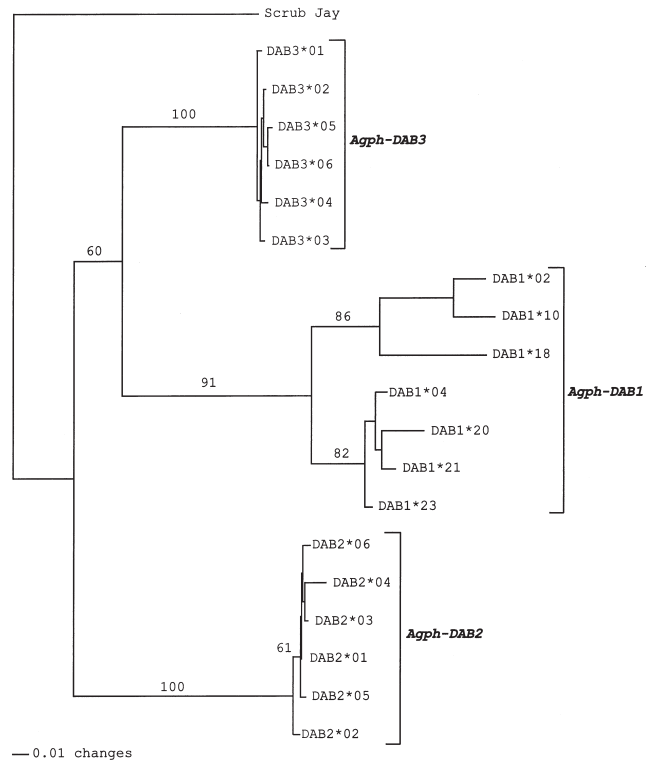 Scrub Jay
DAB3*01
DAB3*02
100
DAB3*05
Agph-DAB3
DAB3*06
DAB3*04
DAB3*03
60
DAB1*02
86
DAB1*10
DAB1*18
91
DAB1*04
Agph-DAB1
DAB1*20
82
DAB1*21
DAB1*23
DAB2*06
DAB2*04
DAB2*03
Agph-DAB2
61
DAB2*01
100
DAB2*05
DAB2*02
0.01 changes